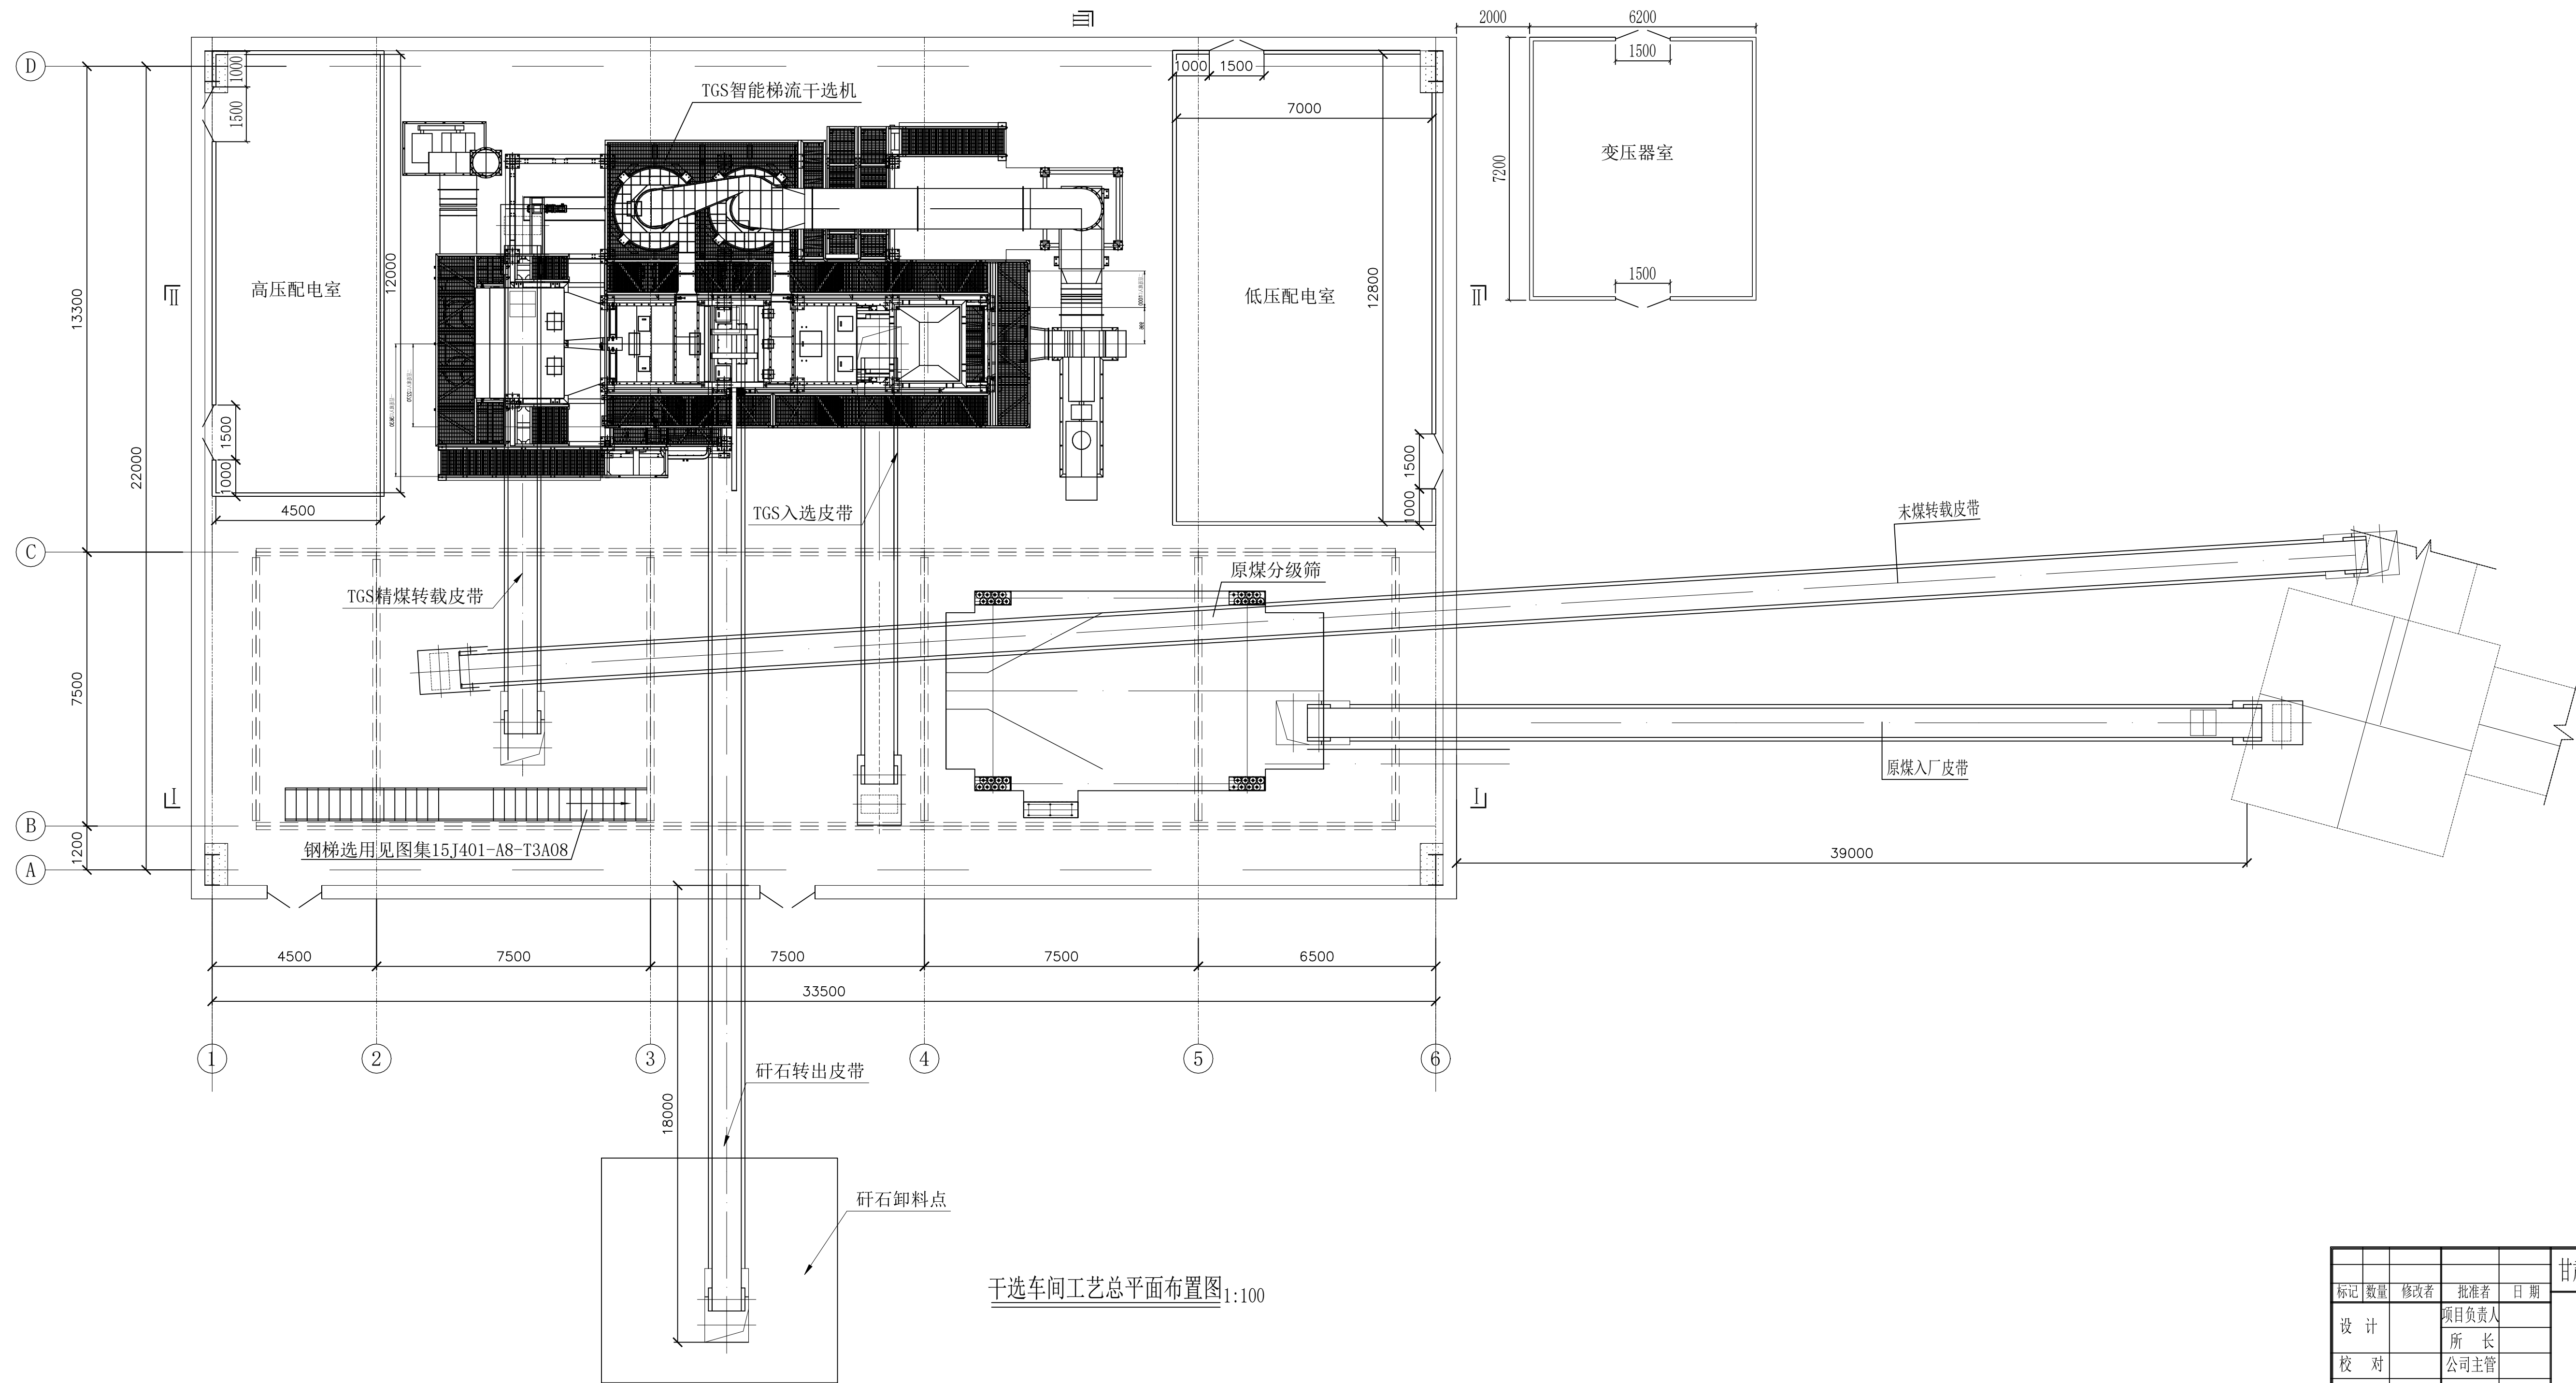 III
2000
6200
D
1000
1500
TGS智能梯流干选机
1000
1500
7000
1500
7200
变压器室
高压配电室
12000
低压配电室
12800
1500
II
II
13300
22000
1500
1000
4500
1500
1000
TGS入选皮带
末煤转载皮带
C
原煤分级筛
TGS精煤转载皮带
7500
原煤入厂皮带
I
I
B
1200
钢梯选用见图集15J401-A8-T3A08
39000
A
4500
7500
7500
7500
6500
33500
1
2
3
4
5
6
矸石转出皮带
18000
矸石卸料点
干选车间工艺总平面布置图1:100
标记 数量 修改者 批准者 日 期
设 计
项目负责人
所 长
校 对
公司主管